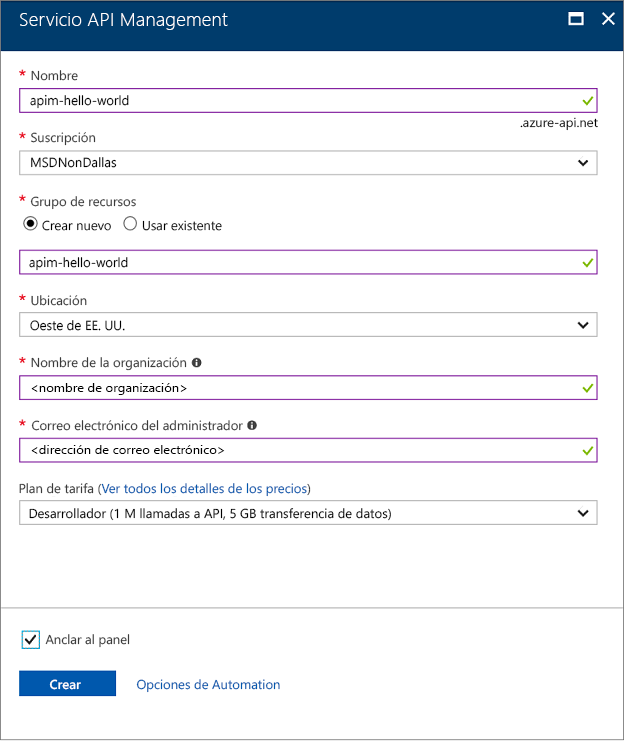 Servicio API Management
* Nombre
apim-hello-world
.azure-api.net
* Suscripción
MSDNonDallas
* Grupo de recursos
Crear nuevo Usar existente
apim-hello-world
* Ubicación
Oeste de EE. UU.
* Nombre de la organización
<nombre de organización>
* Correo electrónico del administrador
<dirección de correo electrónico>
Plan de tarifa (Ver todos los detalles de los precios)
Desarrollador (1 M llamadas a API, 5 GB transferencia de datos)
Anclar al panel
Crear Opciones de Automation